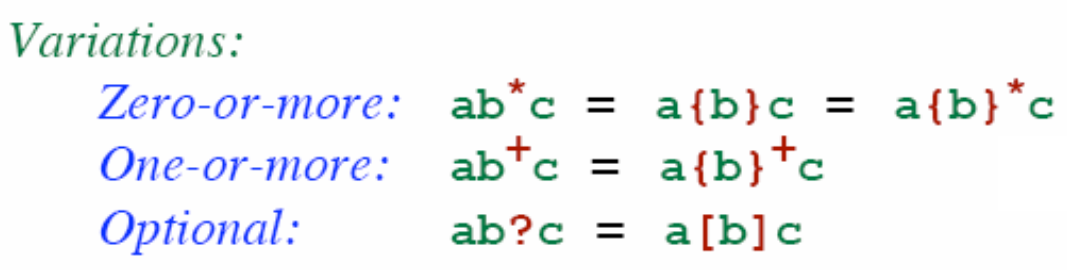 Variations:
Zero-or-more: ab*c = a{b}c = a{b}*c
One-or-more: ab+c = a{b}+c
Optional: ab?c = a[b]c